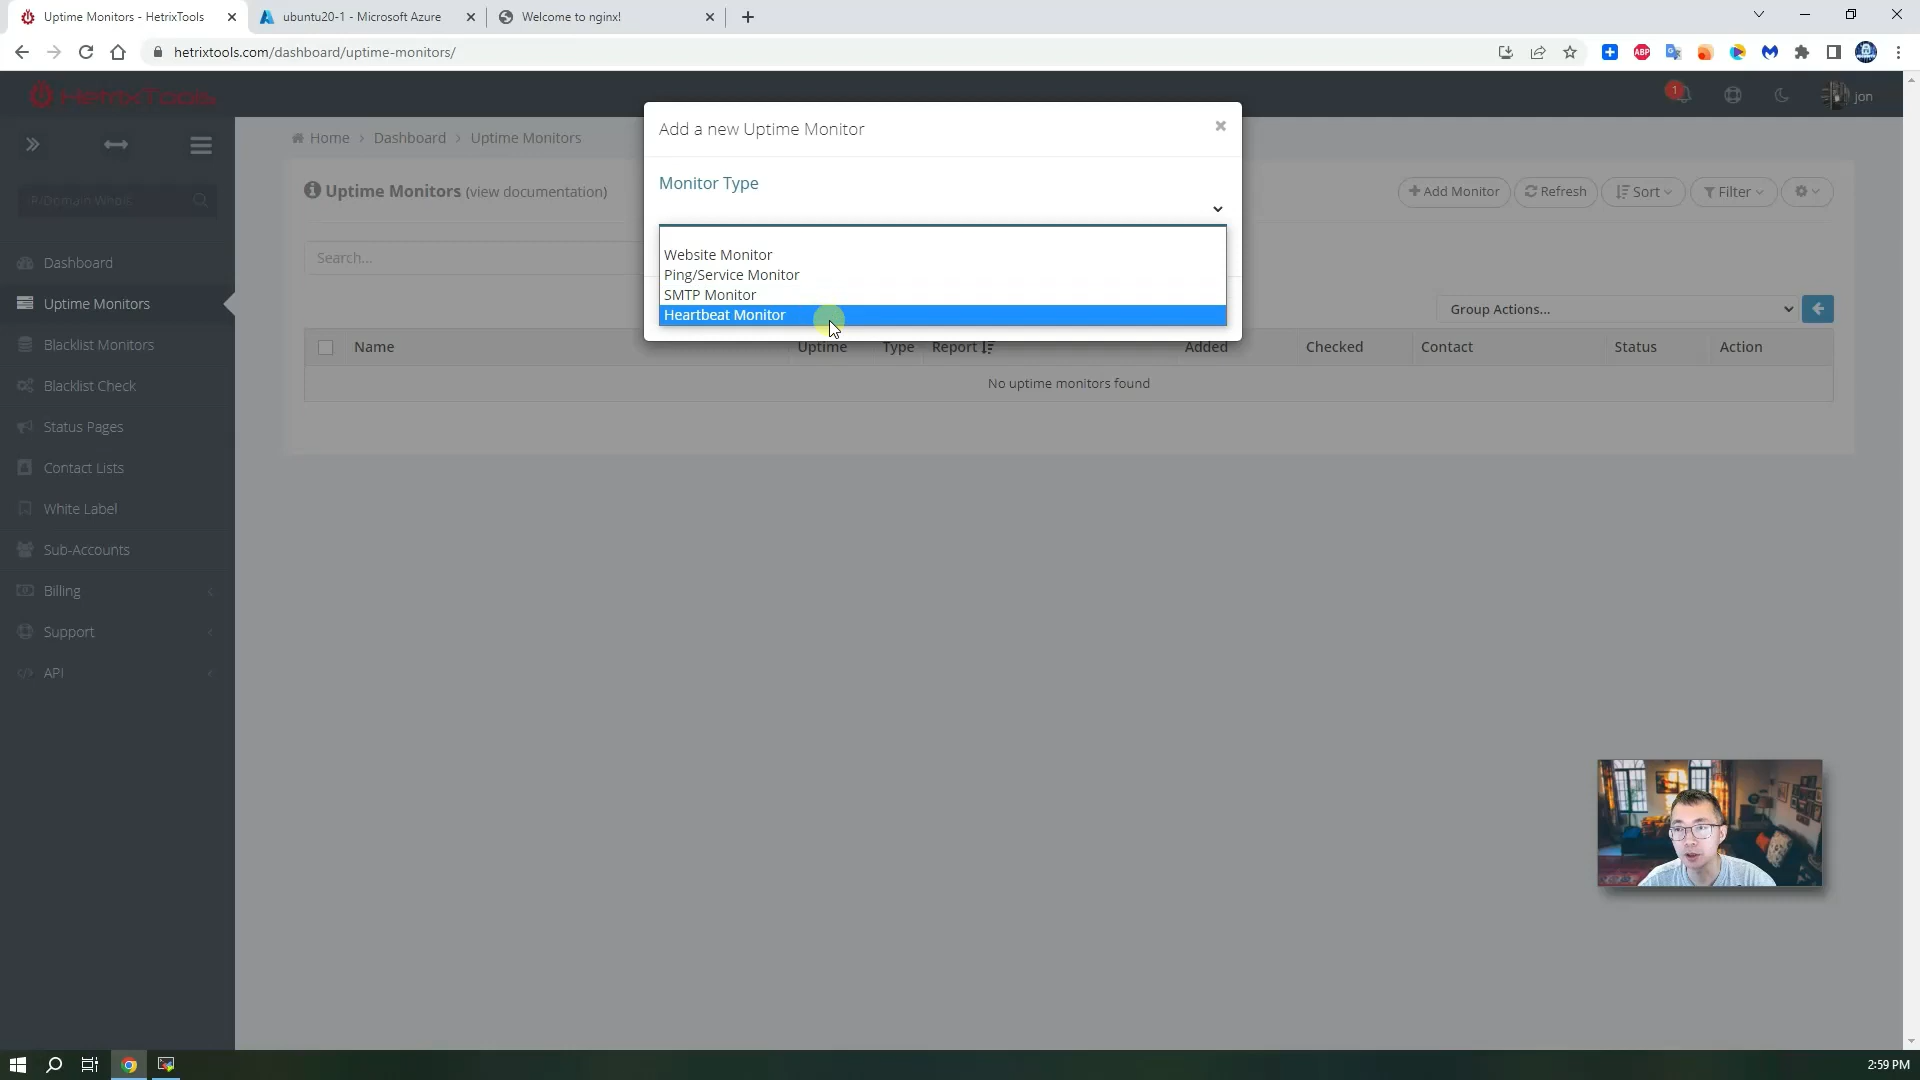 Uptime Monitors - HetrixTools
ubuntu20-1 - Microsoft Azure
Welcome to nginx!
hetrixtools.com/dashboard/uptime-monitors/
ABP
HetrixTools
1
jon
Add a new Uptime Monitor
Home > Dashboard > Uptime Monitors
Monitor Type
Uptime Monitors (view documentation)
Add Monitor
Refresh
Sort
Filter
Search...
Website Monitor
Ping/Service Monitor
SMTP Monitor
Heartbeat Monitor
Group Actions...
Name
Uptime
Type
Report
Added
Checked
Contact
Status
Action
No uptime monitors found
Dashboard
Uptime Monitors
Blacklist Monitors
Blacklist Check
Status Pages
Contact Lists
White Label
Sub-Accounts
Billing
Support
API
2:59 PM